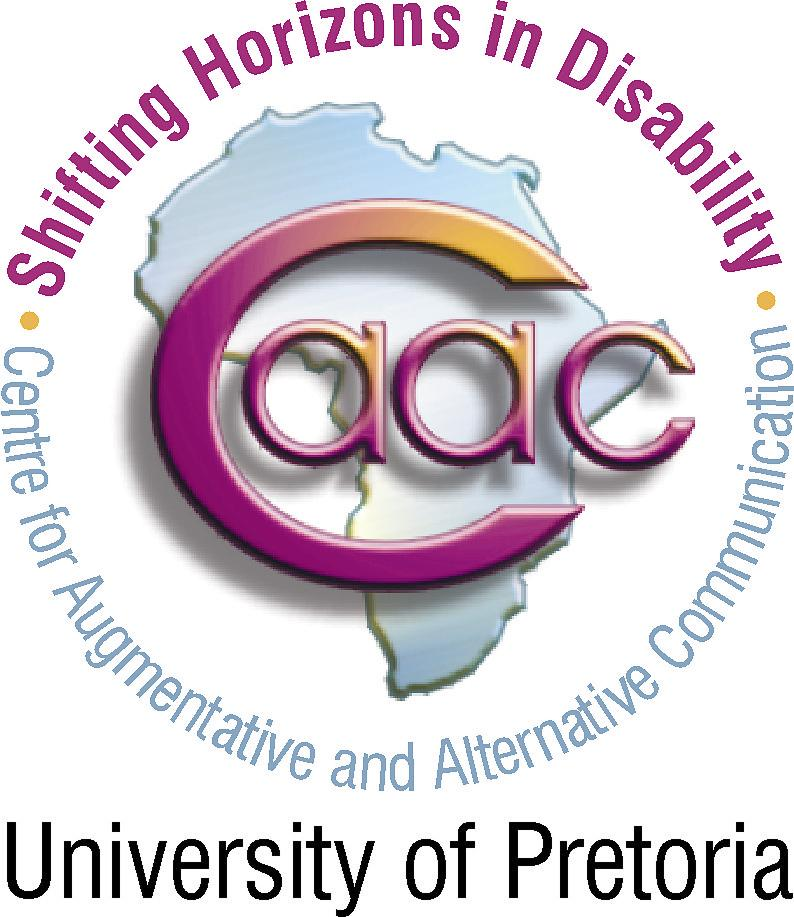 Shifting Horizons in Disability
Caac
Centre for Augmentative and Alternative Communication
University of Pretoria